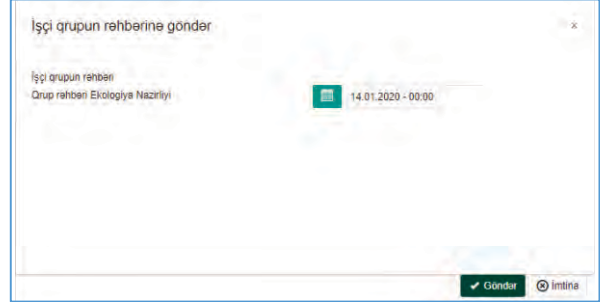 İşçi qrupun rəhbərinə göndər
x
İşçi qrupun rəhbəri
Qrup rəhbəri Ekologiya Nazirliyi
14.01.2020 - 00:00
Göndər
İmtina